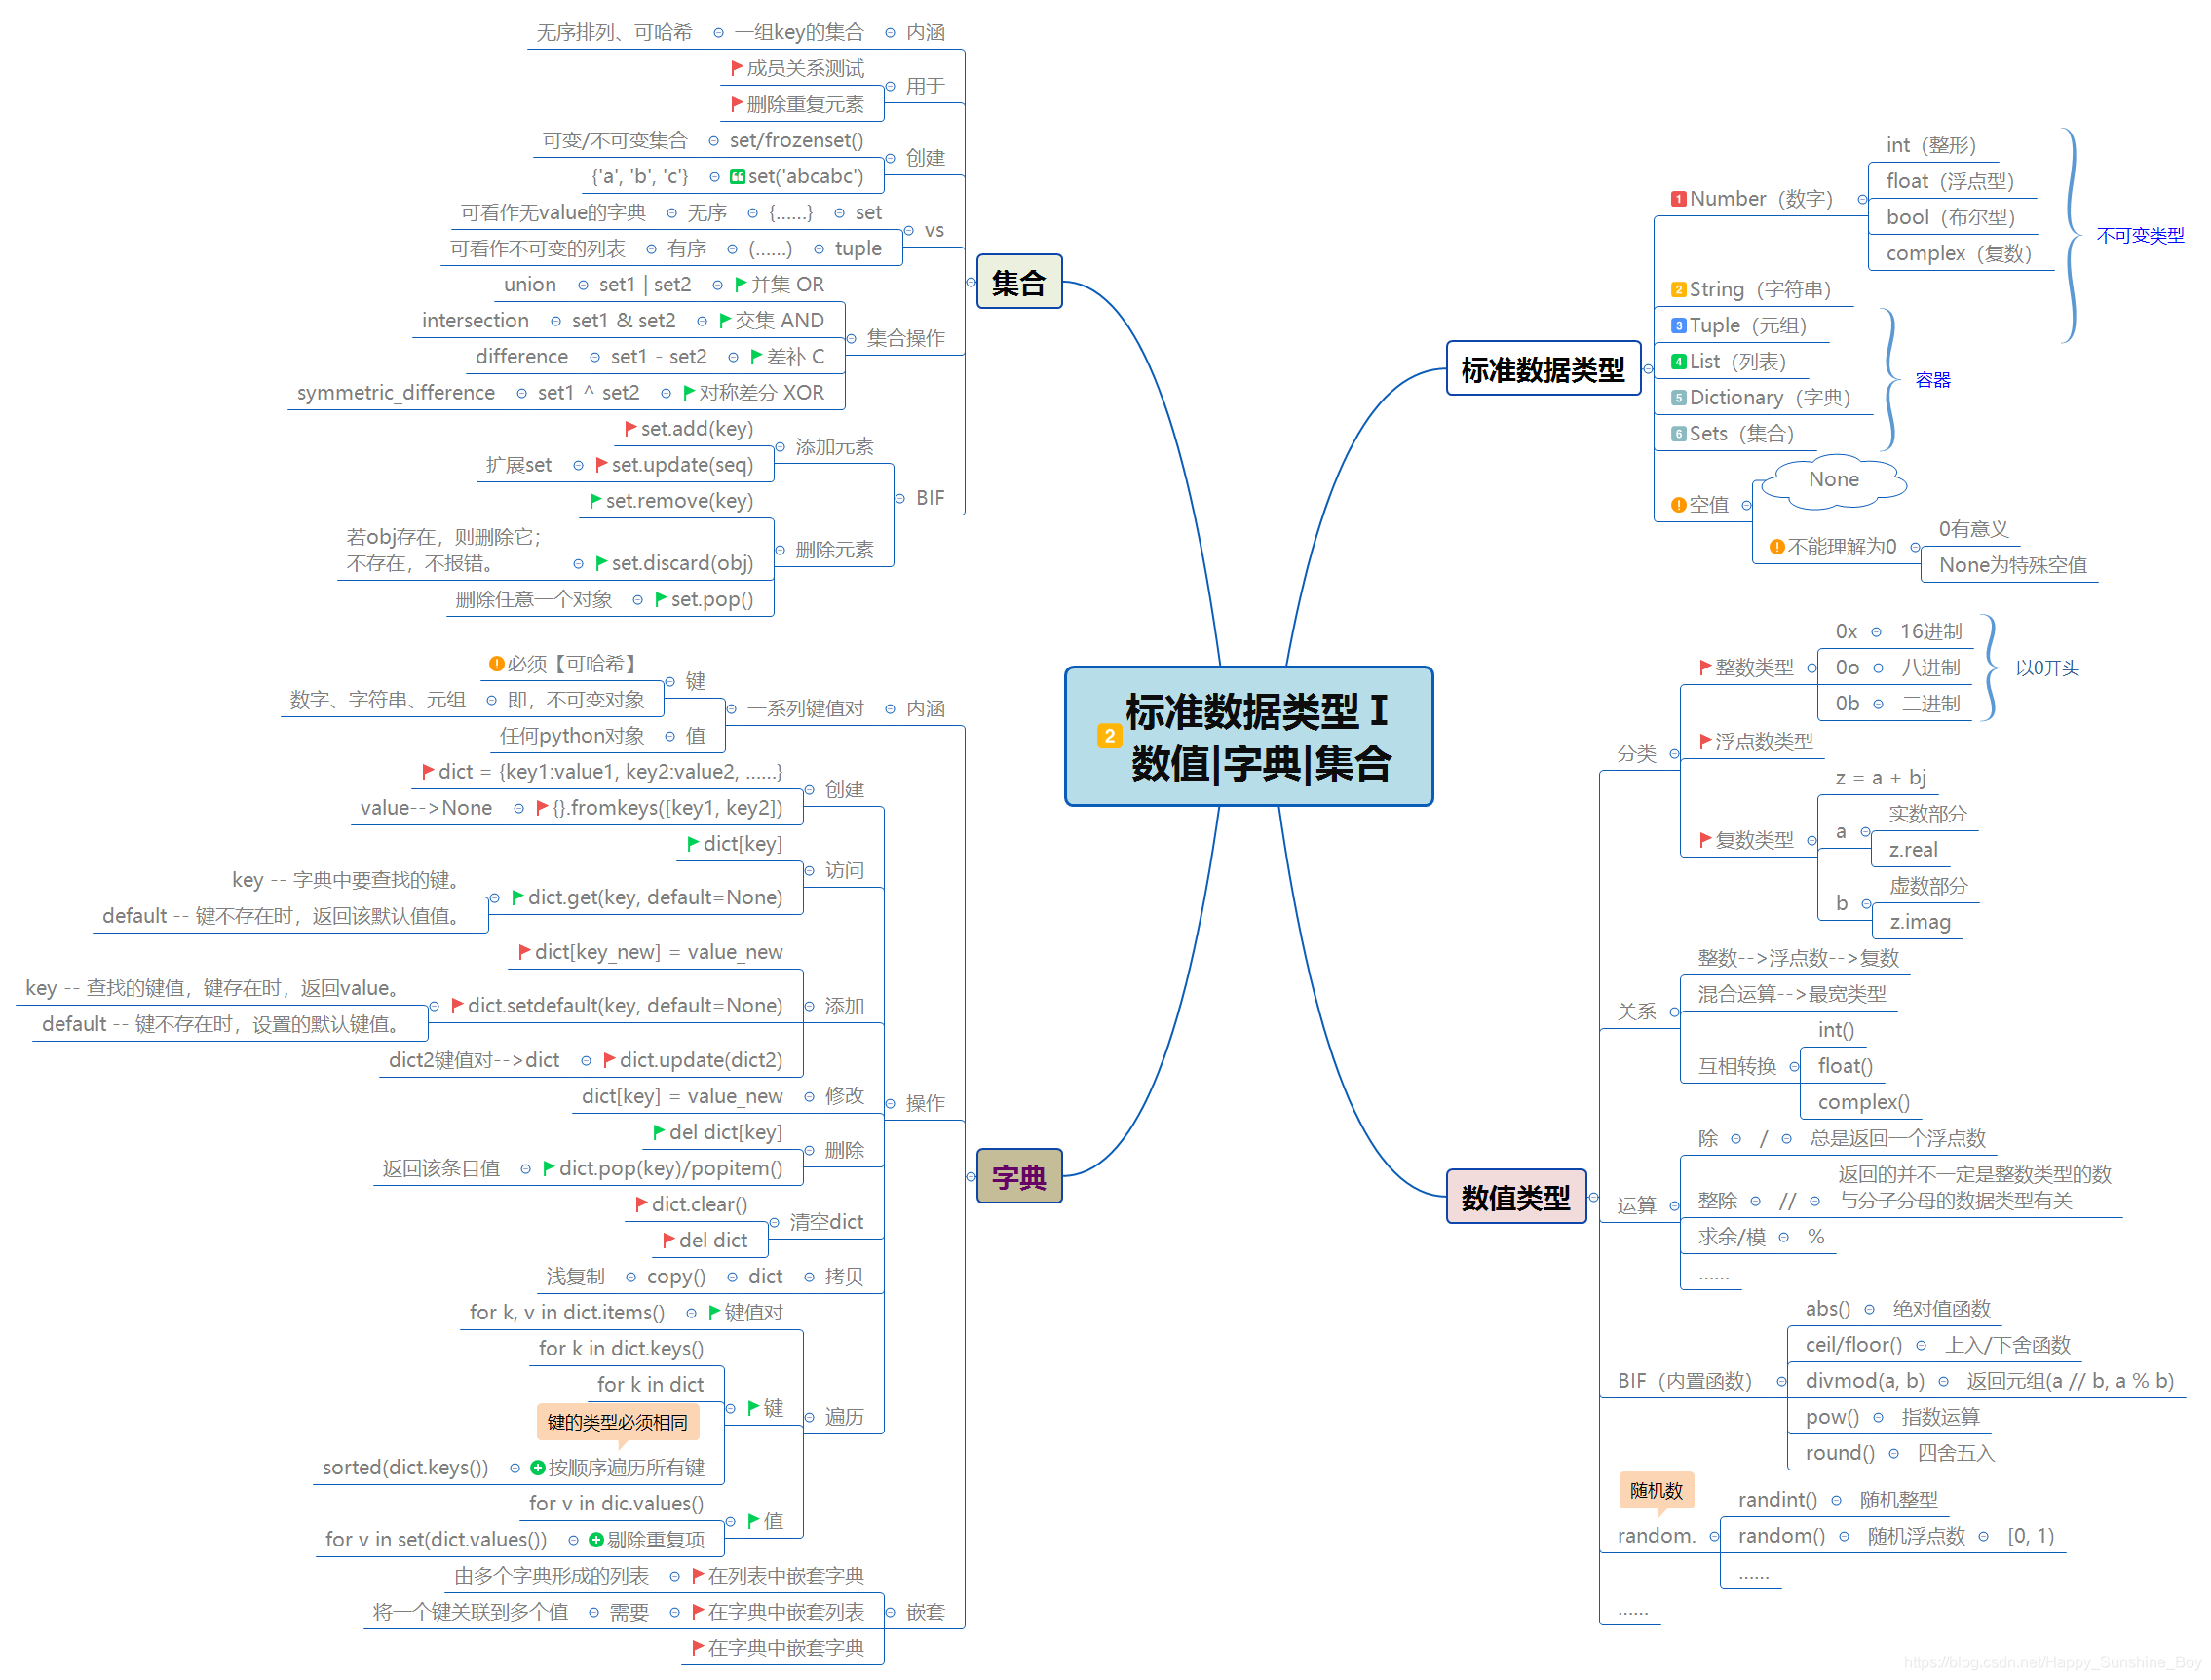 标准数据类型 I
数值|字典|集合
2
集合
内涵
一组key的集合
无序排列、可哈希
用于
成员关系测试
删除重复元素
创建
set/frozenset()
可变/不可变集合
set('abcabc')
{'a', 'b', 'c'}
vs
set
{......}
无序
可看作无value的字典
tuple
(......)
有序
可看作不可变的列表
集合操作
并集 OR
set1 | set2
union
交集 AND
set1 & set2
intersection
差补 C
set1 - set2
difference
对称差分 XOR
set1 ^ set2
symmetric_difference
BIF
添加元素
set.add(key)
set.update(seq)
扩展set
删除元素
set.remove(key)
set.discard(obj)
若obj存在，则删除它；
不存在，不报错。
set.pop()
删除任意一个对象
字典
内涵
一系列键值对
键
必须【可哈希】
即，不可变对象
数字、字符串、元组
值
任何python对象
操作
创建
dict = {key1:value1, key2:value2, ......}
{}.fromkeys([key1, key2])
value-->None
访问
dict[key]
dict.get(key, default=None)
key -- 字典中要查找的键。
default -- 键不存在时，返回该默认值值。
添加
dict[key_new] = value_new
dict.setdefault(key, default=None)
key -- 查找的键值，键存在时，返回value。
default -- 键不存在时，设置的默认键值。
dict.update(dict2)
dict2键值对-->dict
修改
dict[key] = value_new
删除
del dict[key]
dict.pop(key)/popitem()
返回该条目值
清空dict
dict.clear()
del dict
拷贝
dict
copy()
浅复制
遍历
键值对
for k, v in dict.items()
键
for k in dict.keys()
for k in dict
键的类型必须相同
按顺序遍历所有键
sorted(dict.keys())
值
for v in dic.values()
剔除重复项
for v in set(dict.values())
嵌套
在列表中嵌套字典
由多个字典形成的列表
在字典中嵌套列表
需要
将一个键关联到多个值
在字典中嵌套字典
标准数据类型
1
Number（数字）
int（整形）
float（浮点型）
bool（布尔型）
complex（复数）
不可变类型
2
String（字符串）
3
Tuple（元组）
4
List（列表）
5
Dictionary（字典）
6
Sets（集合）
容器
空值
None
不能理解为0
0有意义
None为特殊空值
数值类型
分类
整数类型
0x
16进制
0o
八进制
0b
二进制
以0开头
浮点数类型
复数类型
z = a + bj
a
实数部分
z.real
b
虚数部分
z.imag
关系
整数-->浮点数-->复数
混合运算-->最宽类型
互相转换
int()
float()
complex()
运算
除
/
总是返回一个浮点数
整除
//
返回的并不一定是整数类型的数
与分子分母的数据类型有关
求余/模
%
......
BIF（内置函数）
abs()
绝对值函数
ceil/floor()
上入/下舍函数
divmod(a, b)
返回元组(a // b, a % b)
pow()
指数运算
round()
四舍五入
随机数
random.
randint()
随机整型
random()
随机浮点数
[0, 1)
......
......
https://blog.csdn.net/Happy_Sunshine_Boy